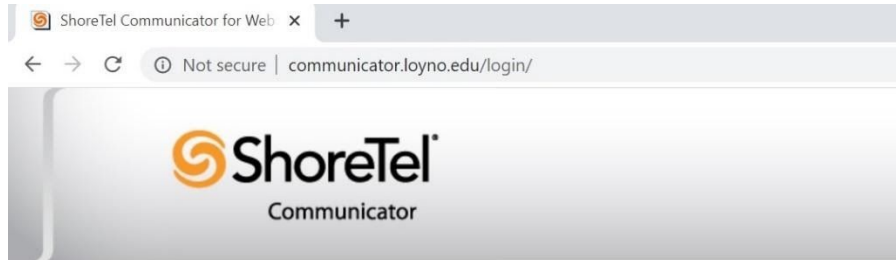 ShoreTel Communicator for Web
Not secure | communicator.loyno.edu/login/
ShoreTel
Communicator